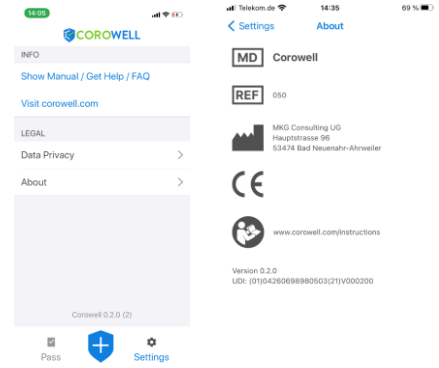 14:05
COROWELL
INFO
Show Manual / Get Help / FAQ
Visit corowell.com
LEGAL
Data Privacy
About
Corowell 0.2.0 (2)
Pass
Settings
Telekom.de
14:35
69 %
Settings
About
MD
Corowell
REF
050
MKG Consulting UG
Hauptstrasse 96
53474 Bad Neuenahr-Ahrweiler
CE
www.corowell.com/instructions
Version 0.2.0
UDI: (01)04260698980503(21)V000200